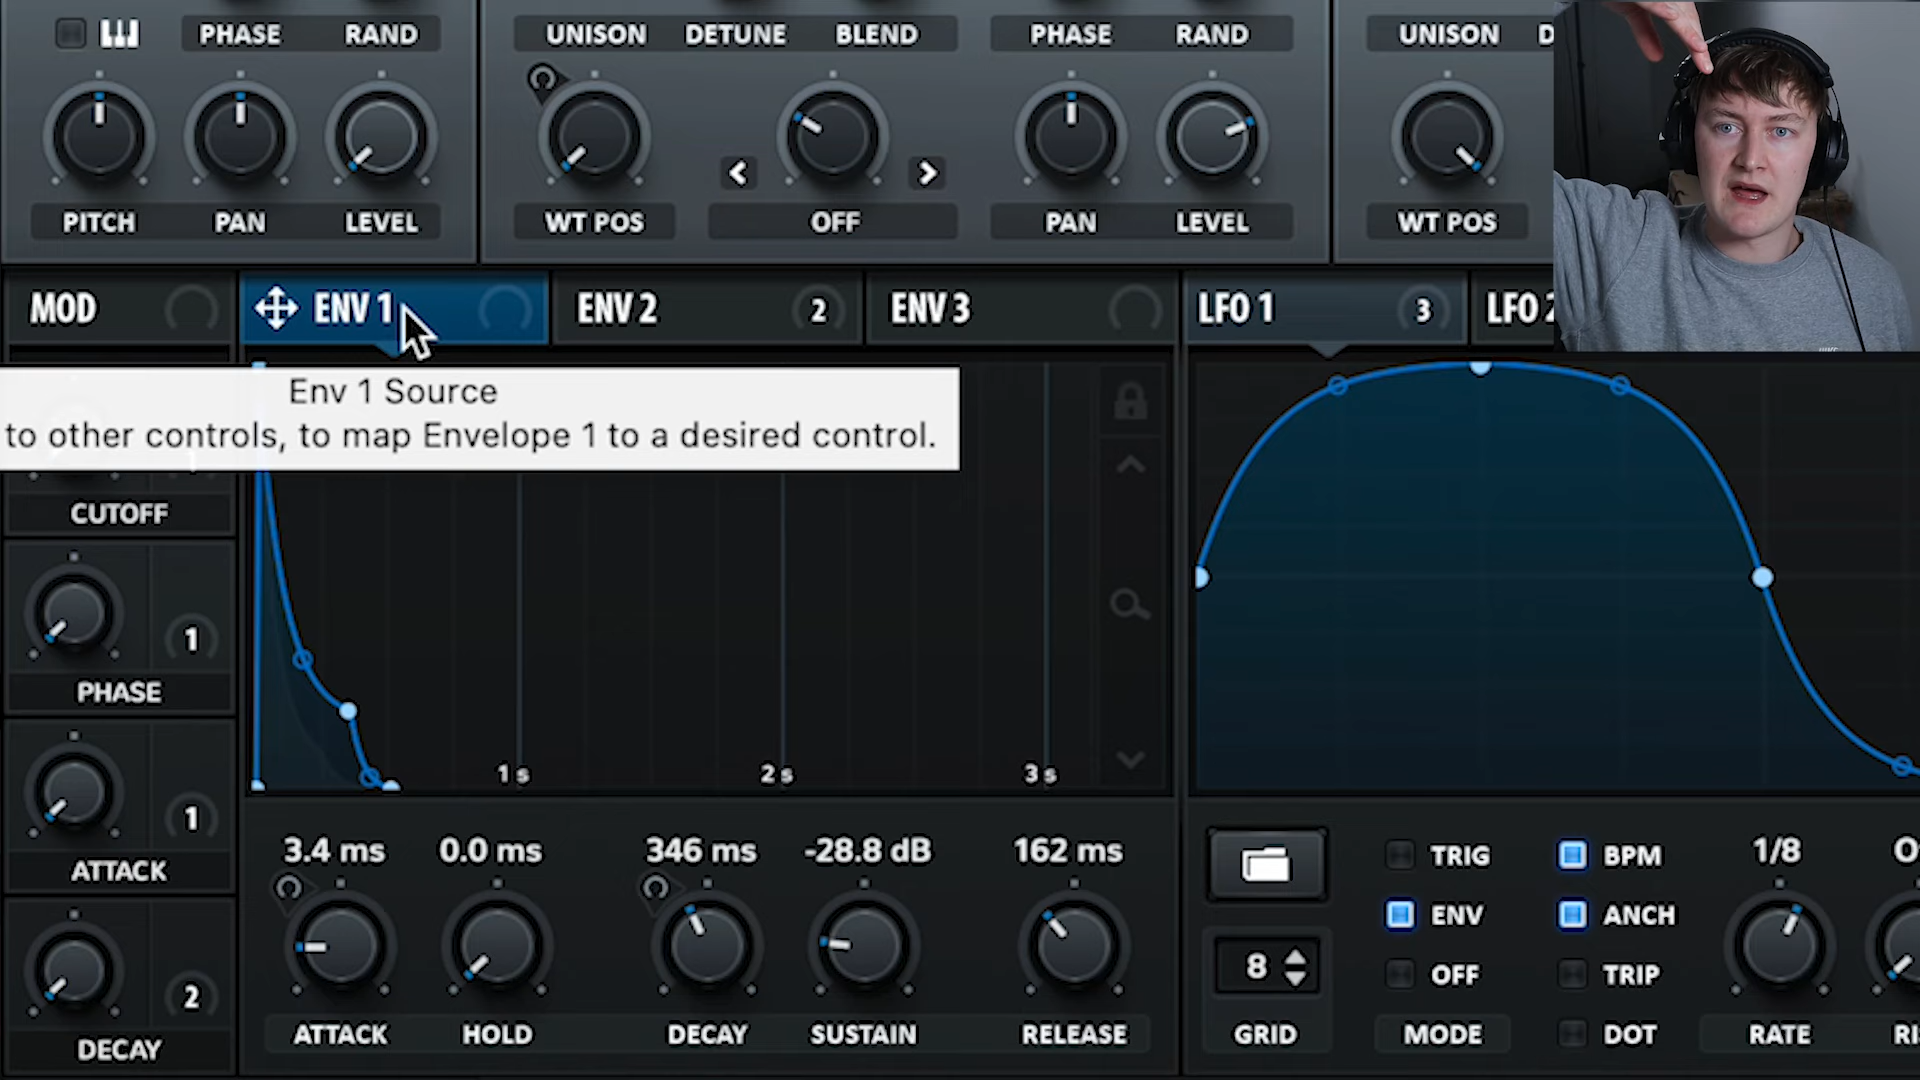 PHASE RAND UNISON DETUNE BLEND PHASE RAND UNISON D
PITCH PAN LEVEL WT POS OFF PAN LEVEL WT POS
MOD ENV 1 ENV 2 2 ENV 3 LFO 1 3 LFO 2
Env 1 Source
to other controls, to map Envelope 1 to a desired control.
CUTOFF
1
PHASE
1
ATTACK
2
DECAY
1 s 2 s 3 s
3.4 ms 0.0 ms 346 ms -28.8 dB 162 ms
ATTACK HOLD DECAY SUSTAIN RELEASE
8
GRID
TRIG
ENV
OFF
MODE
BPM
ANCH
TRIP
DOT
1/8
RATE
O
RI